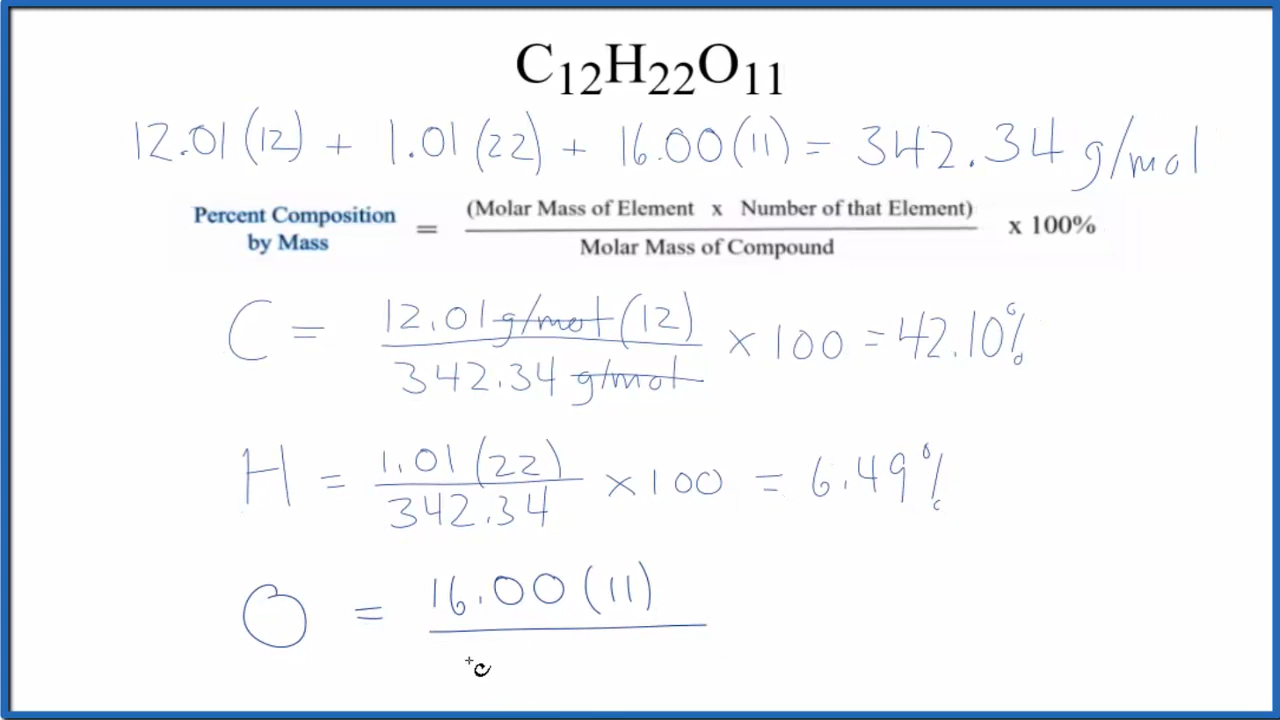 C₁₂H₂₂O₁₁
12.01(12) + 1.01(22) + 16.00(11) = 342.34 g/mol
Percent Composition by Mass = (Molar Mass of Element x Number of that Element) / Molar Mass of Compound x 100%
C = 12.01 g/mol (12) / 342.34 g/mol × 100 = 42.10%
H = 1.01(22) / 342.34 × 100 = 6.49%
O = 16.00(11)